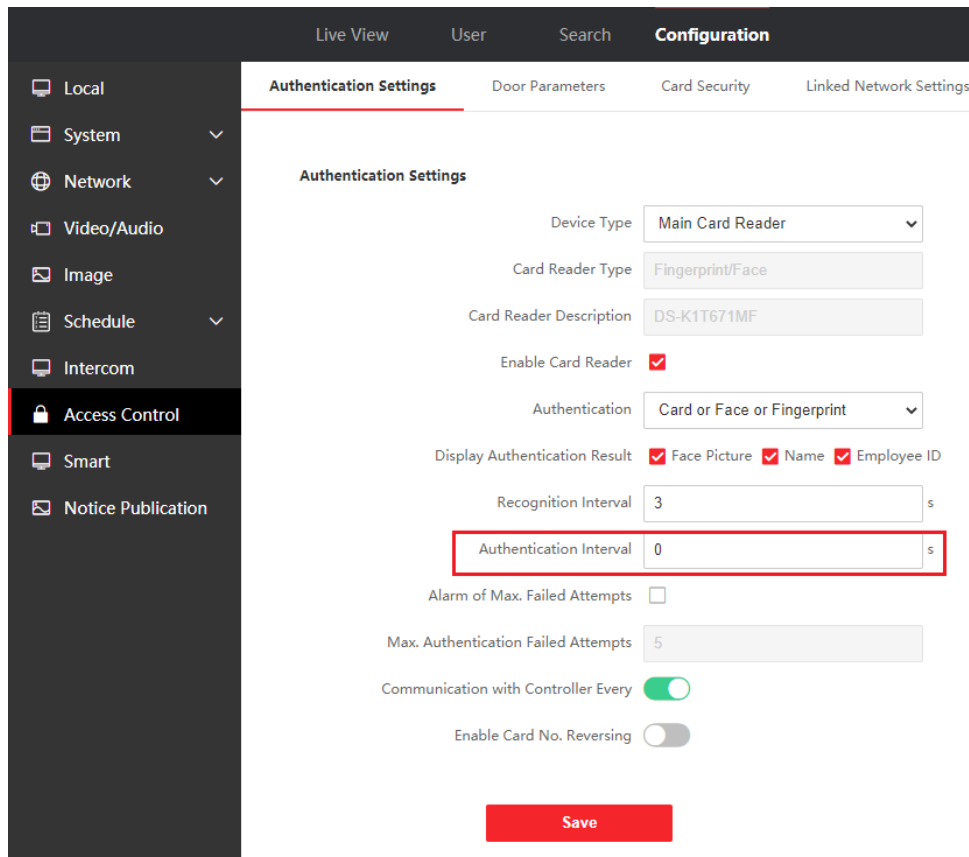 Live View User Search Configuration
Local
System
Network
Video/Audio
Image
Schedule
Intercom
Access Control
Smart
Notice Publication
Authentication Settings Door Parameters Card Security Linked Network Settings
Authentication Settings
Device Type Main Card Reader
Card Reader Type Fingerprint/Face
Card Reader Description DS-K1T671MF
Enable Card Reader
Authentication Card or Face or Fingerprint
Display Authentication Result Face Picture Name Employee ID
Recognition Interval 3 s
Authentication Interval 0 s
Alarm of Max. Failed Attempts
Max. Authentication Failed Attempts 5
Communication with Controller Every
Enable Card No. Reversing
Save